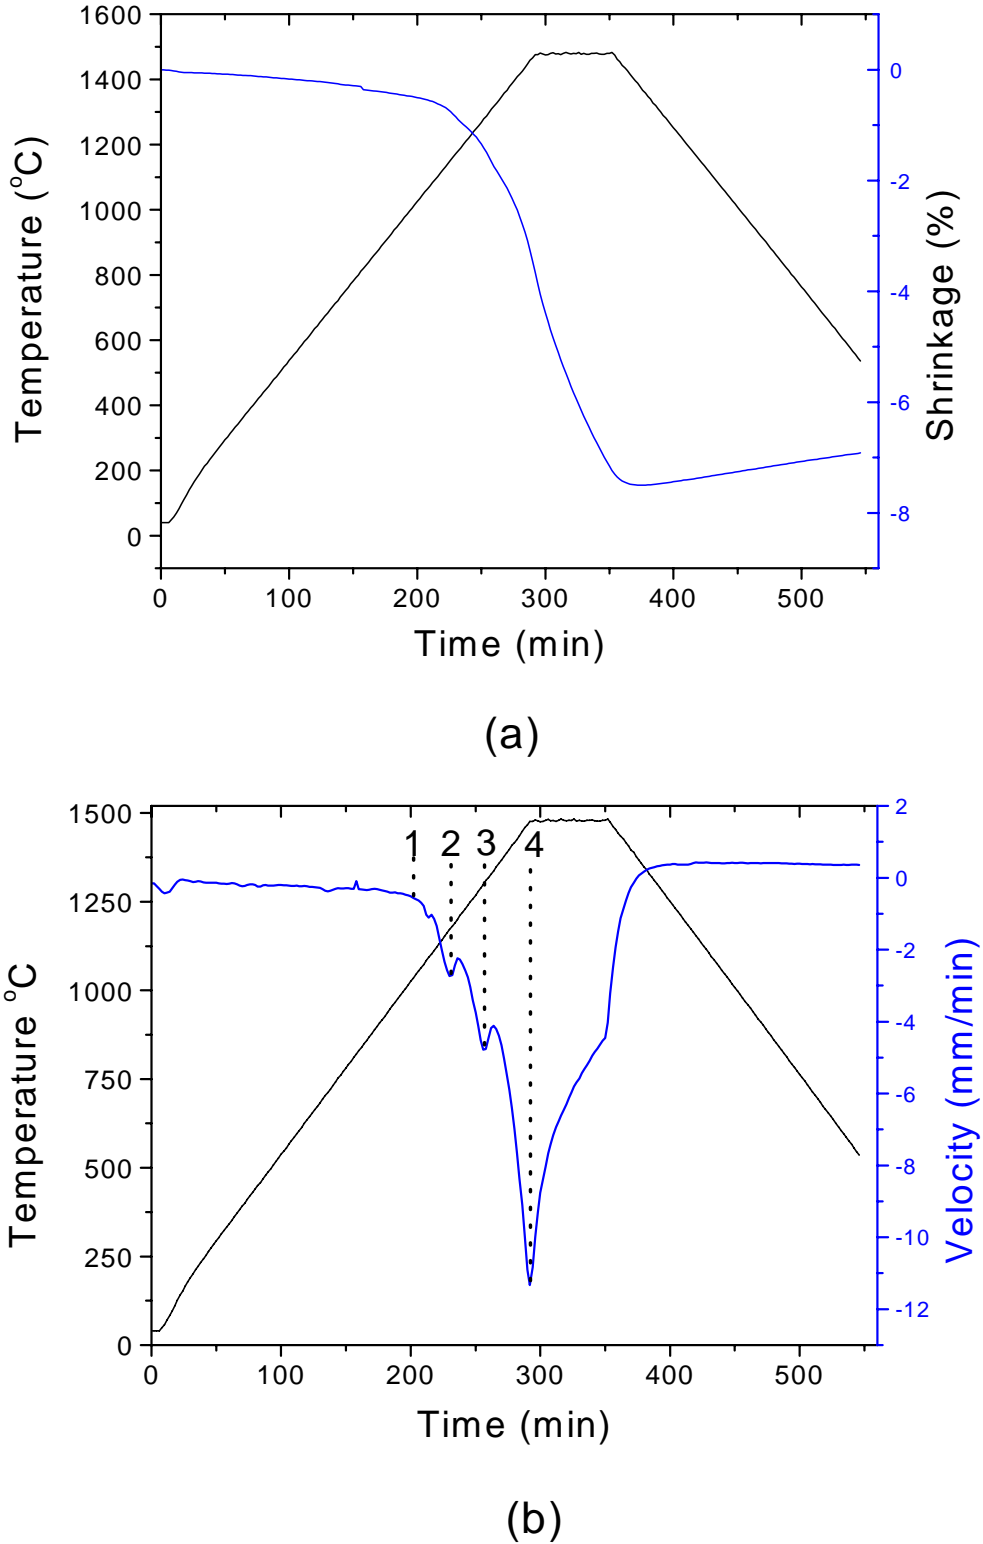 1600
1400
1200
1000
800
600
400
200
0
Temperature (°C)
0
-2
-4
-6
-8
Shrinkage (%)
0 100 200 300 400 500
Time (min)
(a)
1500
1250
1000
750
500
250
0
Temperature °C
1 2 3 4
2
0
-2
-4
-6
-8
-10
-12
Velocity (mm/min)
0 100 200 300 400 500
Time (min)
(b)